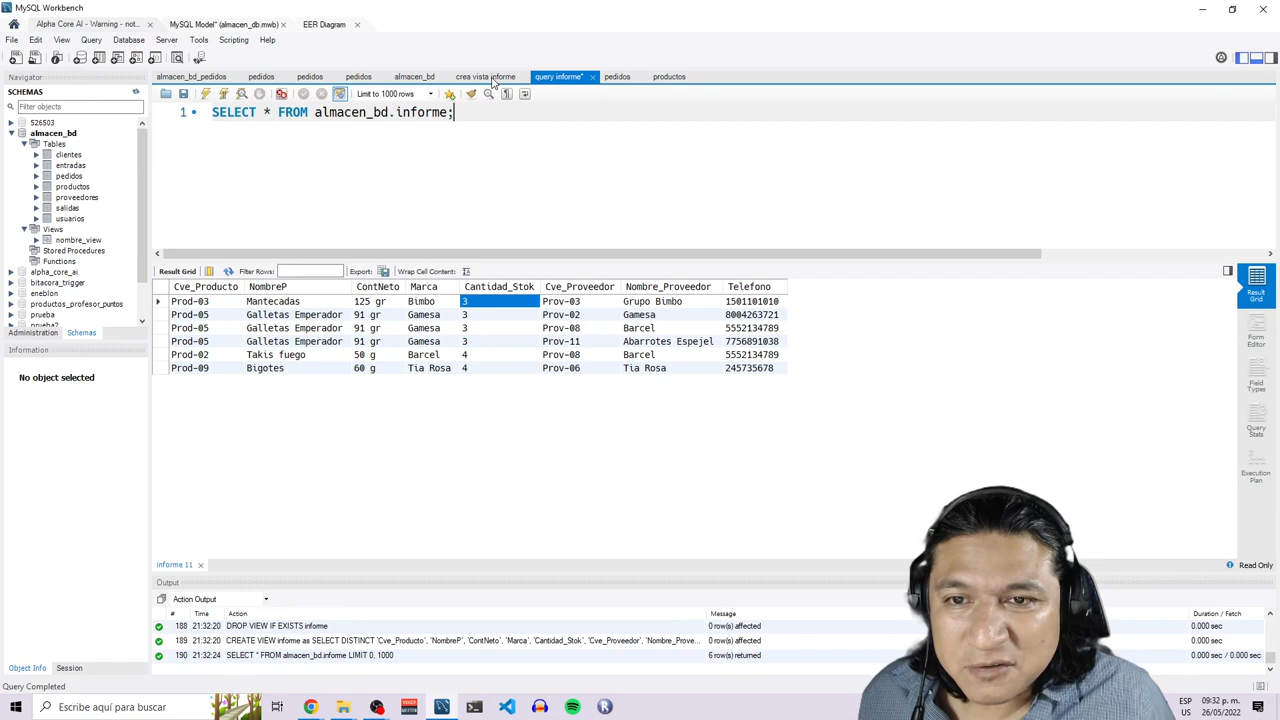 MySQL Workbench
Alpha Core AI - Warning - not...
MySQL Model* (almacen_db.mwb)
EER Diagram
File Edit View Query Database Server Tools Scripting Help
Navigator
almacen_bd_pedidos pedidos pedidos pedidos almacen_bd crea vista informe query informe* pedidos productos
SCHEMAS
Limit to 1000 rows
Filter objects
1 SELECT * FROM almacen_bd.informe;
526503
almacen_bd
Tables
clientes
entradas
pedidos
productos
proveedores
salidas
usuarios
Views
nombre_view
Stored Procedures
Functions
alpha_core_ai
bitacora_trigger
eneblon
productos_profesor_puntos
prueba
prueba2
Administration Schemas
Information
No object selected
Result Grid Filter Rows: Export: Wrap Cell Content:
Cve_Producto NombreP ContNeto Marca Cantidad_Stok Cve_Proveedor Nombre_Proveedor Telefono
Prod-03 Mantecadas 125 gr Bimbo 3 Prov-03 Grupo Bimbo 1501101010
Prod-05 Galletas Emperador 91 gr Gamesa 3 Prov-02 Gamesa 8004263721
Prod-05 Galletas Emperador 91 gr Gamesa 3 Prov-08 Barcel 5552134789
Prod-05 Galletas Emperador 91 gr Gamesa 3 Prov-11 Abarrotes Espejel 7756891038
Prod-02 Takis fuego 50 g Barcel 4 Prov-08 Barcel 5552134789
Prod-09 Bigotes 60 g Tia Rosa 4 Prov-06 Tia Rosa 245735678
Result
Grid
Form
Editor
Field
Types
Query
Stats
Execution
Plan
informe 11
Read Only
Output
Action Output
# Time Action Message Duration / Fetch
188 21:32:20 DROP VIEW IF EXISTS informe 0 row(s) affected 0.000 sec
189 21:32:20 CREATE VIEW informe as SELECT DISTINCT 'Cve_Producto', 'NombreP', 'ContNeto', 'Marca', 'Cantidad_Stok', 'Cve_Proveedor', 'Nombre_Prove... 0 row(s) affected 0.000 sec
190 21:32:24 SELECT * FROM almacen_bd.informe LIMIT 0, 1000 6 row(s) returned 0.000 sec / 0.000 sec
Object Info Session
Query Completed
Escribe aquí para buscar
ESP
US
09:32 p. m.
26/05/2022